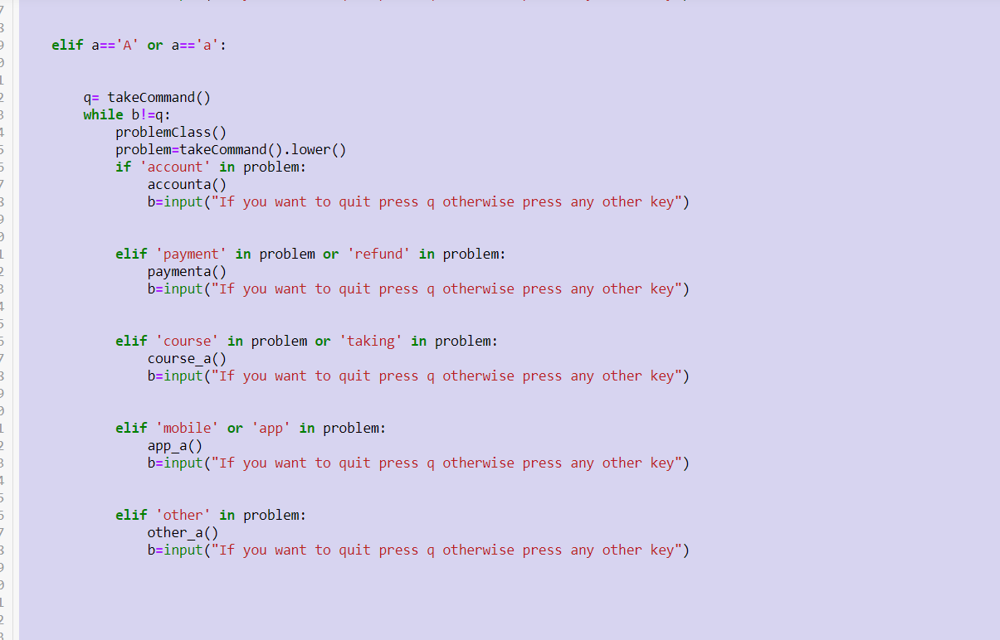 elif a=='A' or a=='a':
q= takeCommand()
while b!=q:
problemClass()
problem=takeCommand().lower()
if 'account' in problem:
accounta()
b=input("If you want to quit press q otherwise press any other key")
elif 'payment' in problem or 'refund' in problem:
paymenta()
b=input("If you want to quit press q otherwise press any other key")
elif 'course' in problem or 'taking' in problem:
course_a()
b=input("If you want to quit press q otherwise press any other key")
elif 'mobile' or 'app' in problem:
app_a()
b=input("If you want to quit press q otherwise press any other key")
elif 'other' in problem:
other_a()
b=input("If you want to quit press q otherwise press any other key")